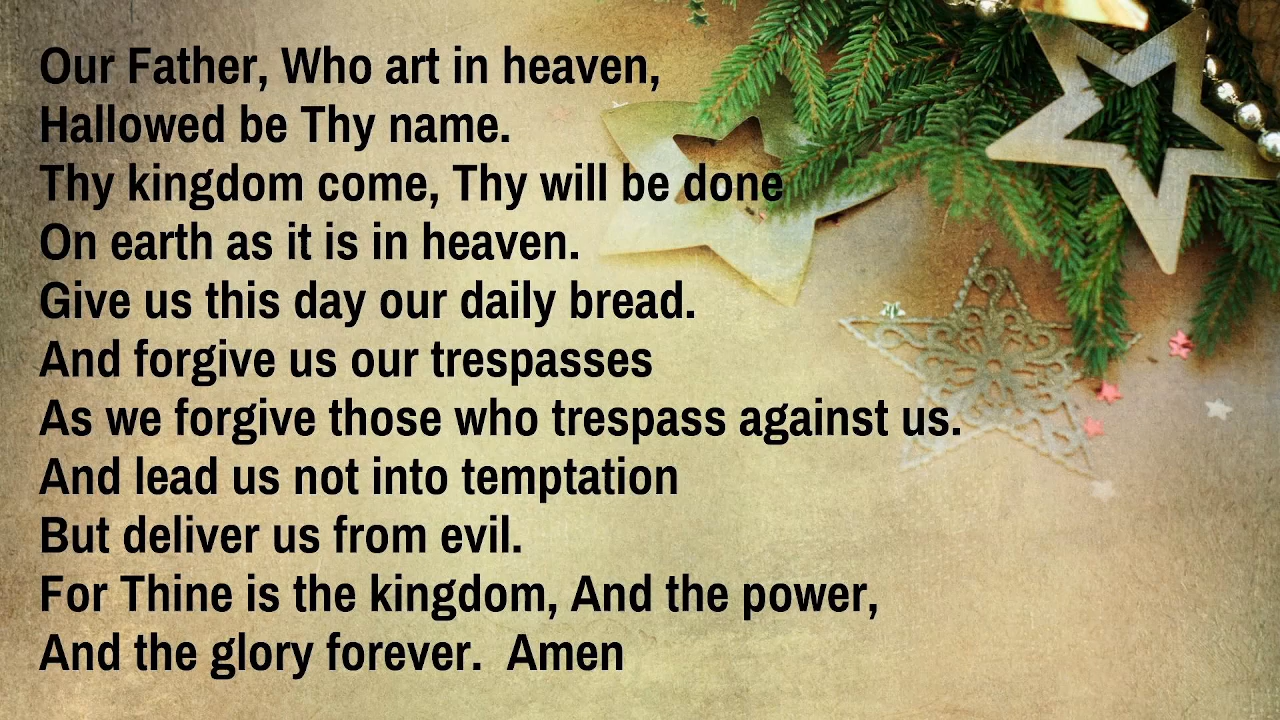 Our Father, Who art in heaven,
Hallowed be Thy name.
Thy kingdom come, Thy will be done
On earth as it is in heaven.
Give us this day our daily bread.
And forgive us our trespasses
As we forgive those who trespass against us.
And lead us not into temptation
But deliver us from evil.
For Thine is the kingdom, And the power,
And the glory forever.  Amen